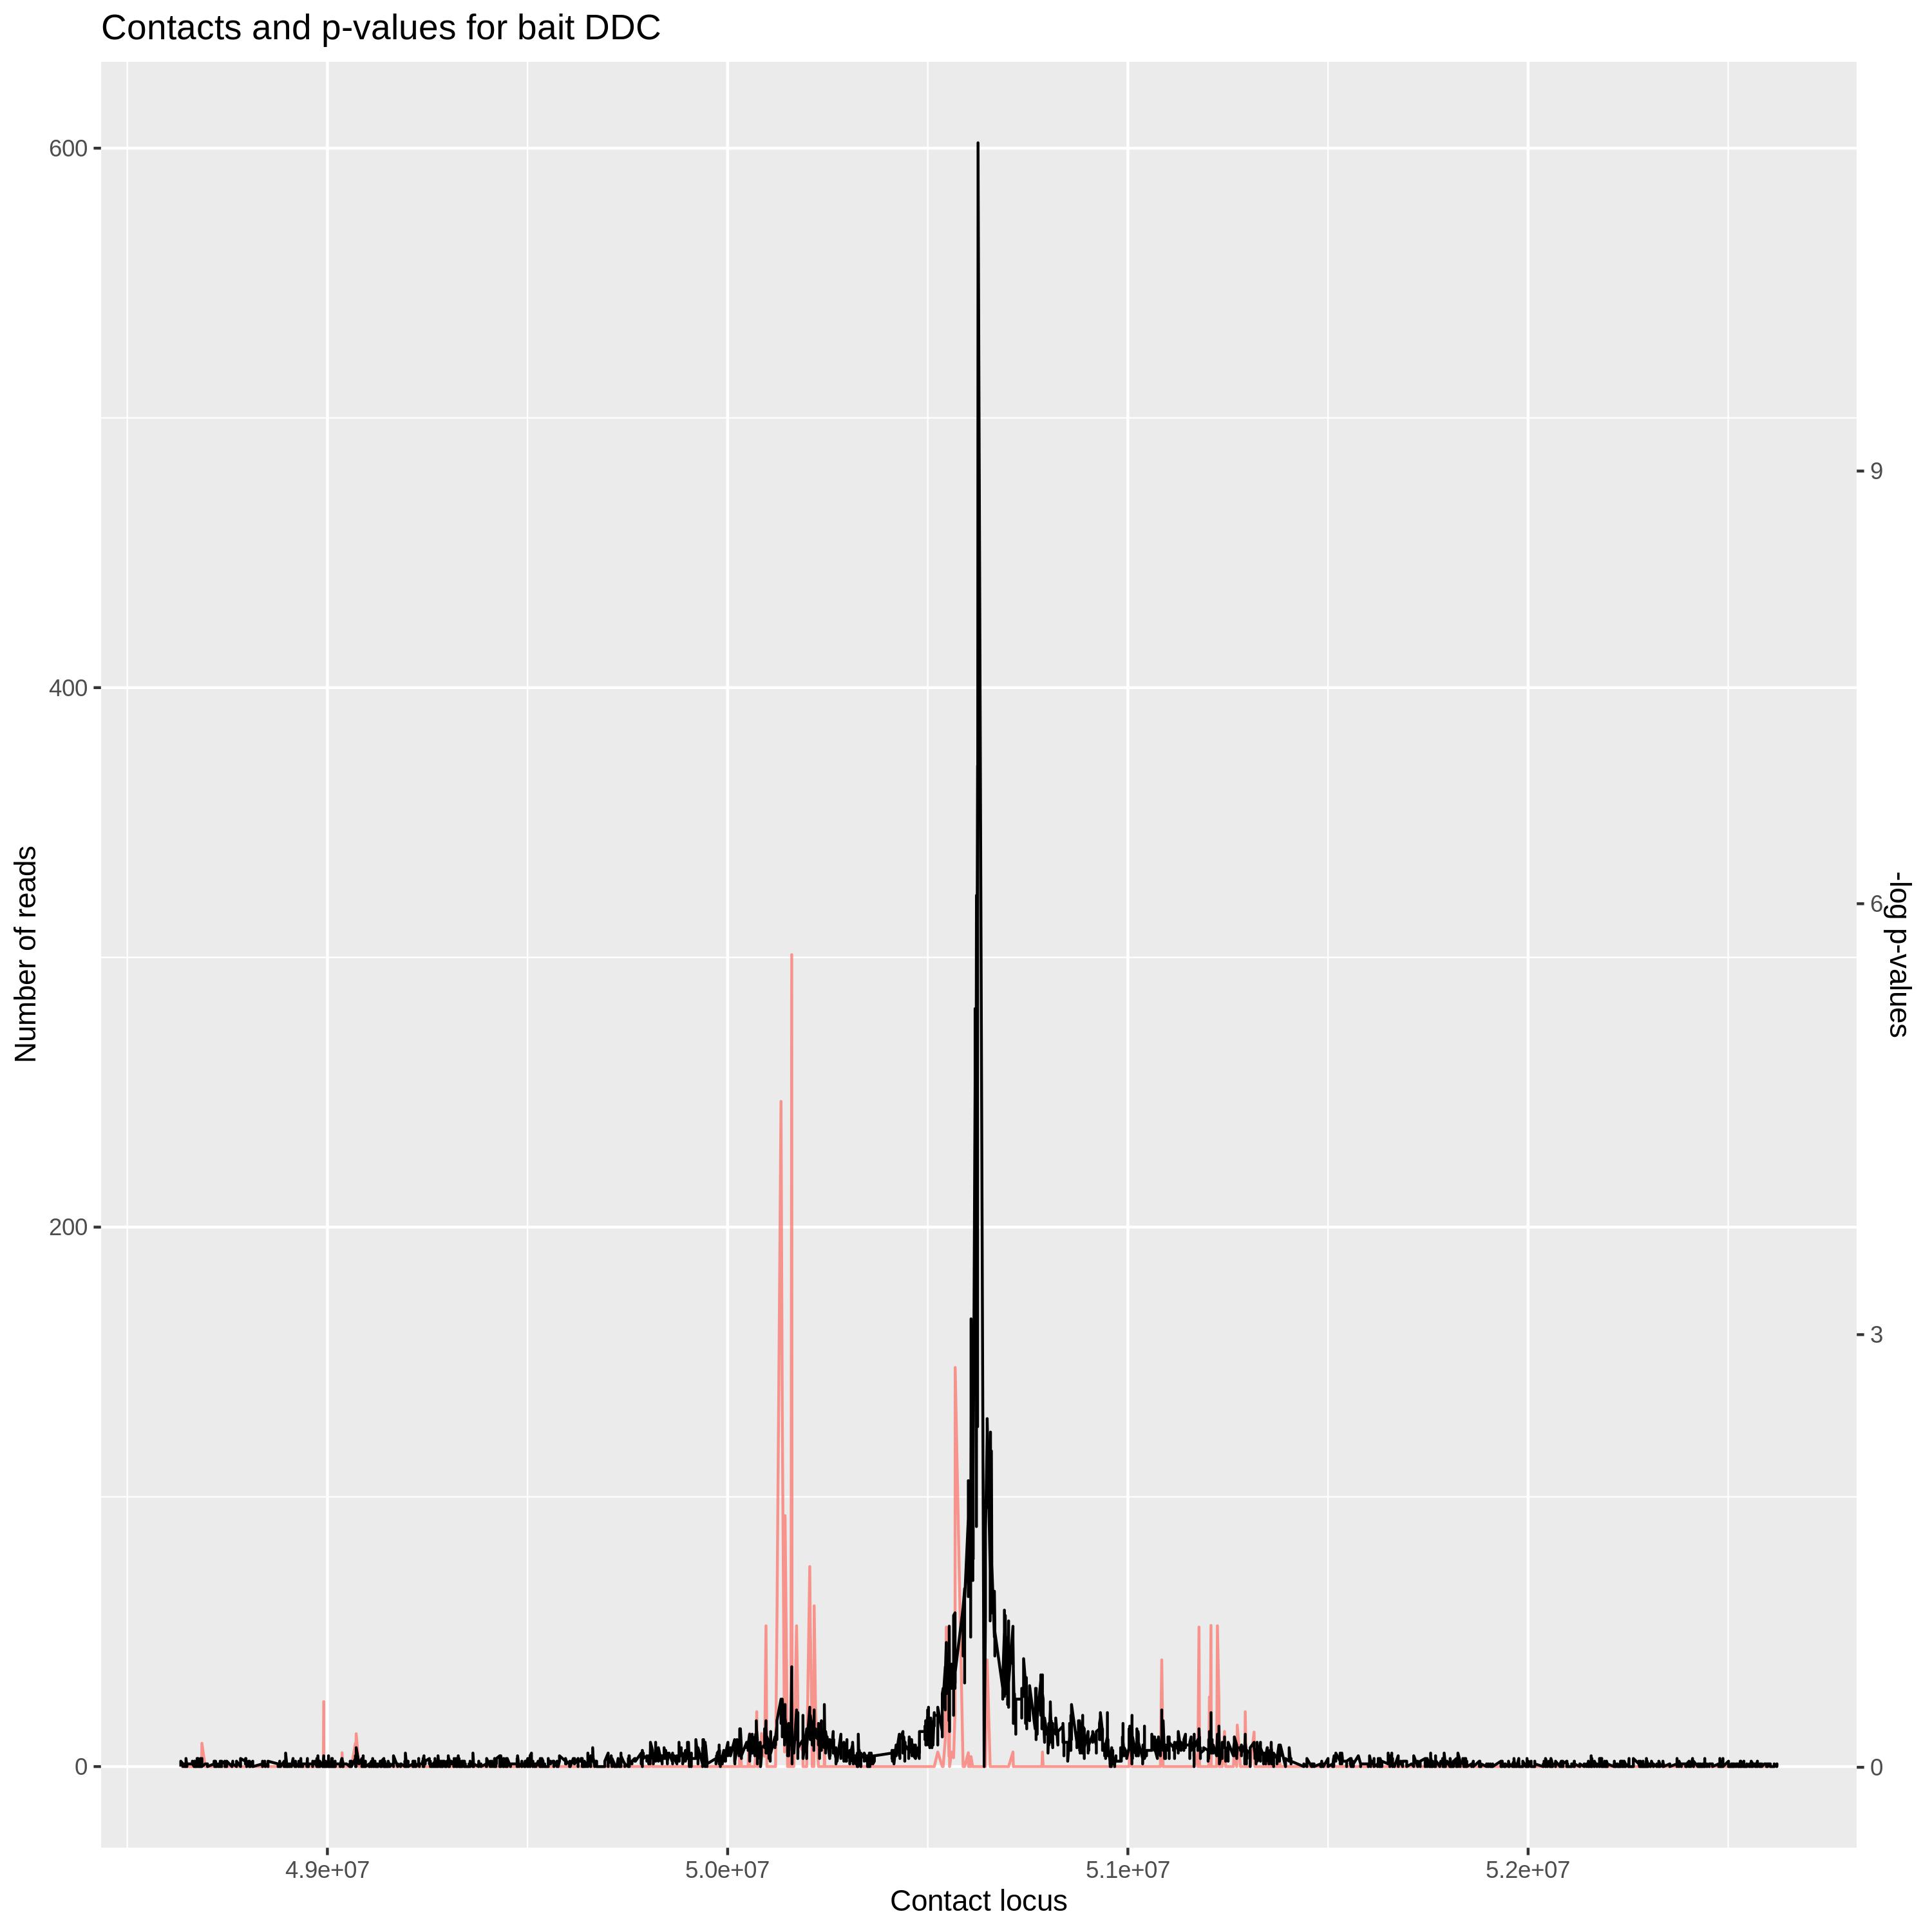 Contacts and p-values for bait DDC
600
400
200
0
Number of reads
9
6
3
0
-log p-values
4.9e+07
5.0e+07
5.1e+07
5.2e+07
Contact locus